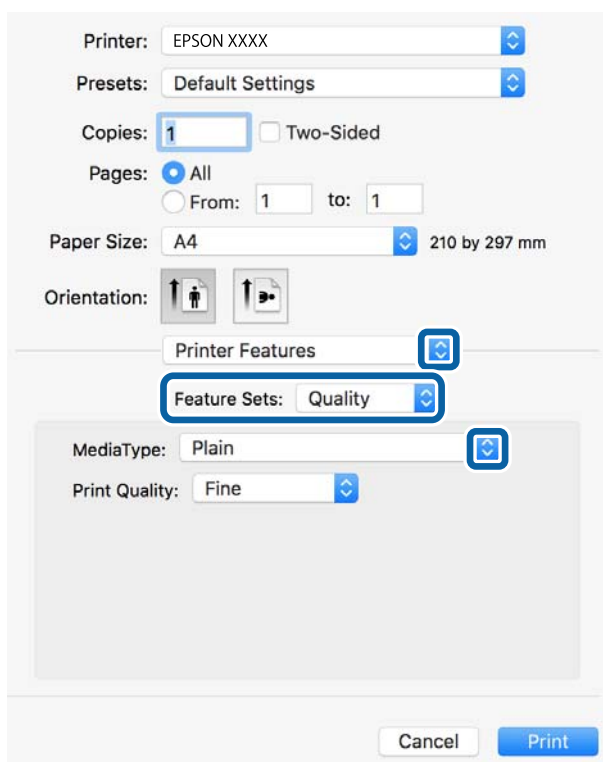 Printer: EPSON XXXX
Presets: Default Settings
Copies: 1 Two-Sided
Pages: All
From: 1 to: 1
Paper Size: A4 210 by 297 mm
Orientation:
Printer Features
Feature Sets: Quality
MediaType: Plain
Print Quality: Fine
Cancel Print